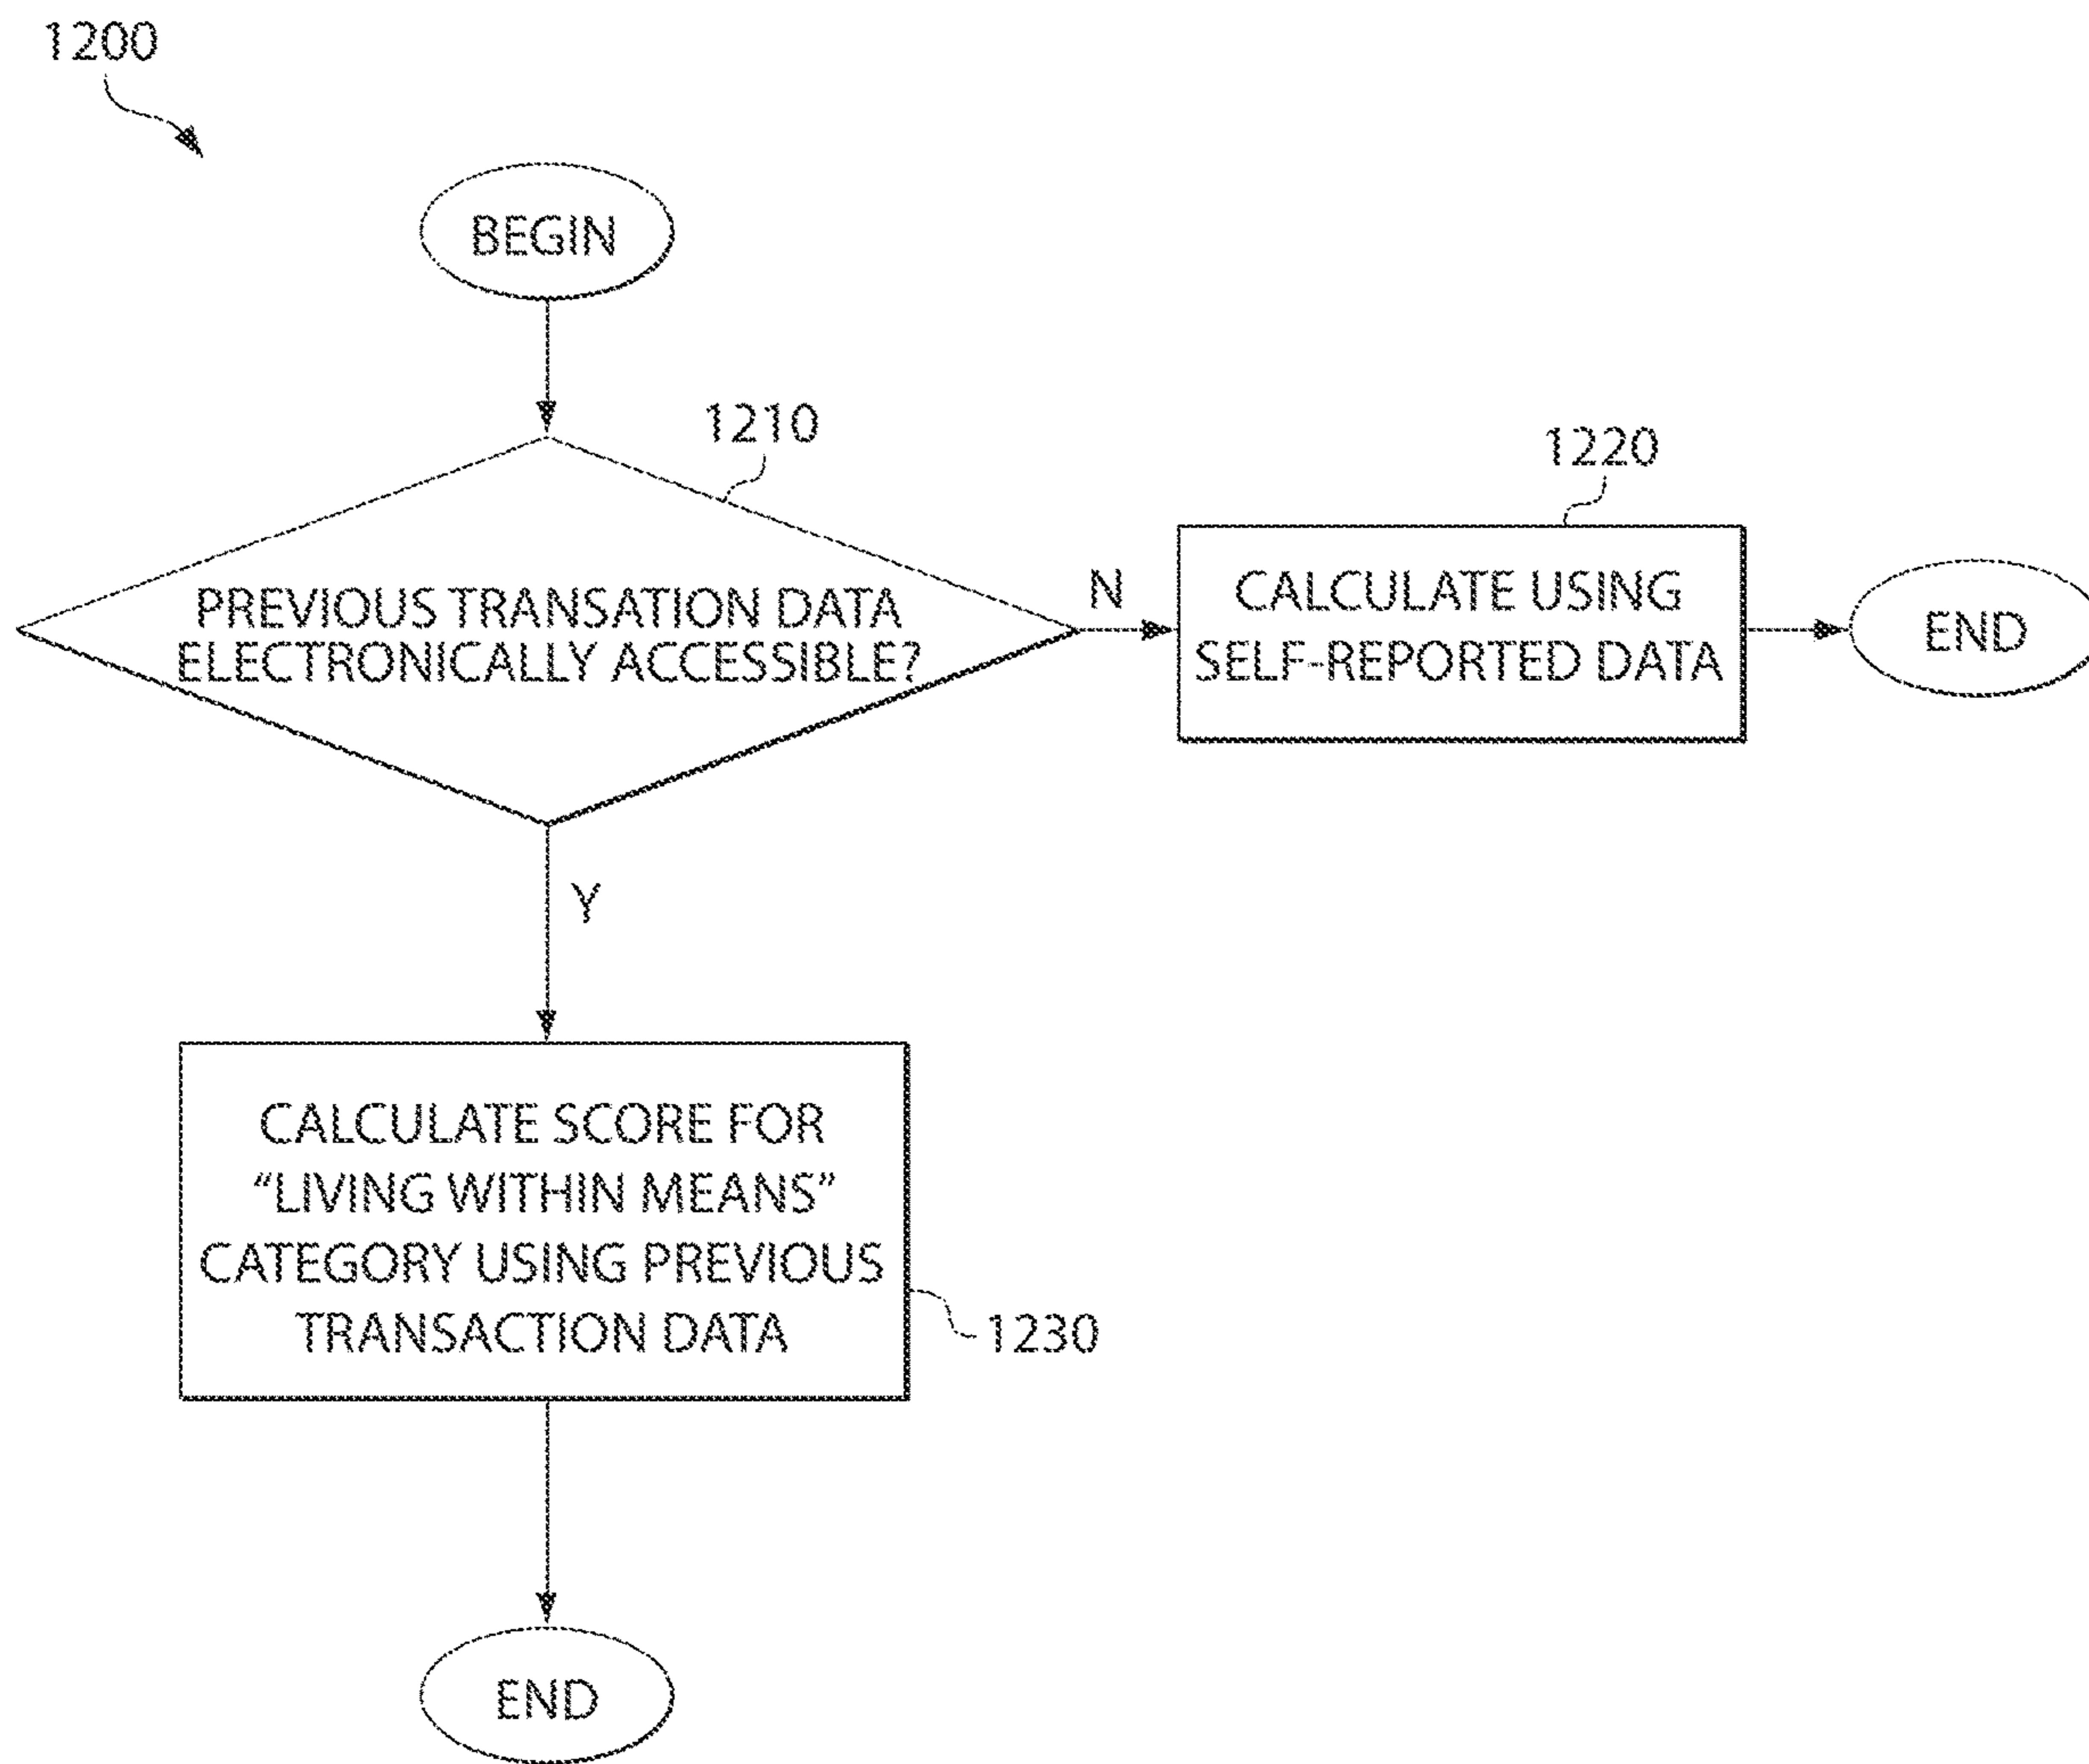 1200
BEGIN
1210
PREVIOUS TRANSATION DATA
ELECTRONICALLY ACCESSIBLE?
N
1220
CALCULATE USING
SELF-REPORTED DATA
END
Y
CALCULATE SCORE FOR
“LIVING WITHIN MEANS”
CATEGORY USING PREVIOUS
TRANSACTION DATA
1230
END